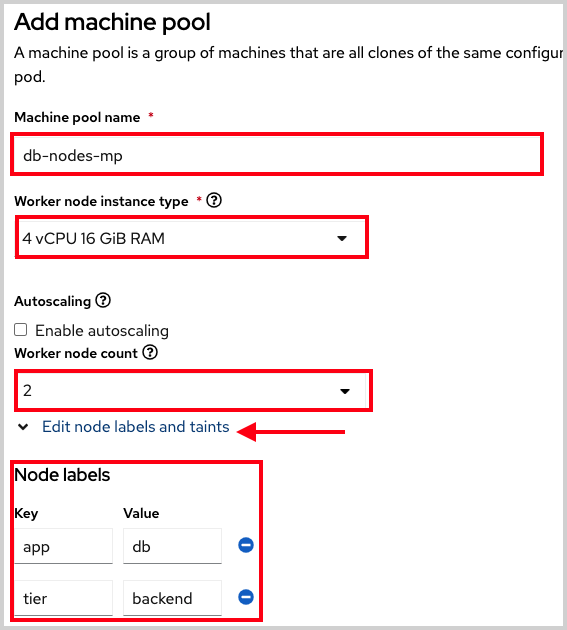 Add machine pool
A machine pool is a group of machines that are all clones of the same
pod.
Machine pool name *
db-nodes-mp
Worker node instance type *
4 vCPU 16 GiB RAM
Autoscaling
Enable autoscaling
Worker node count
2
Edit node labels and taints
Node labels
Key Value
app db
tier backend